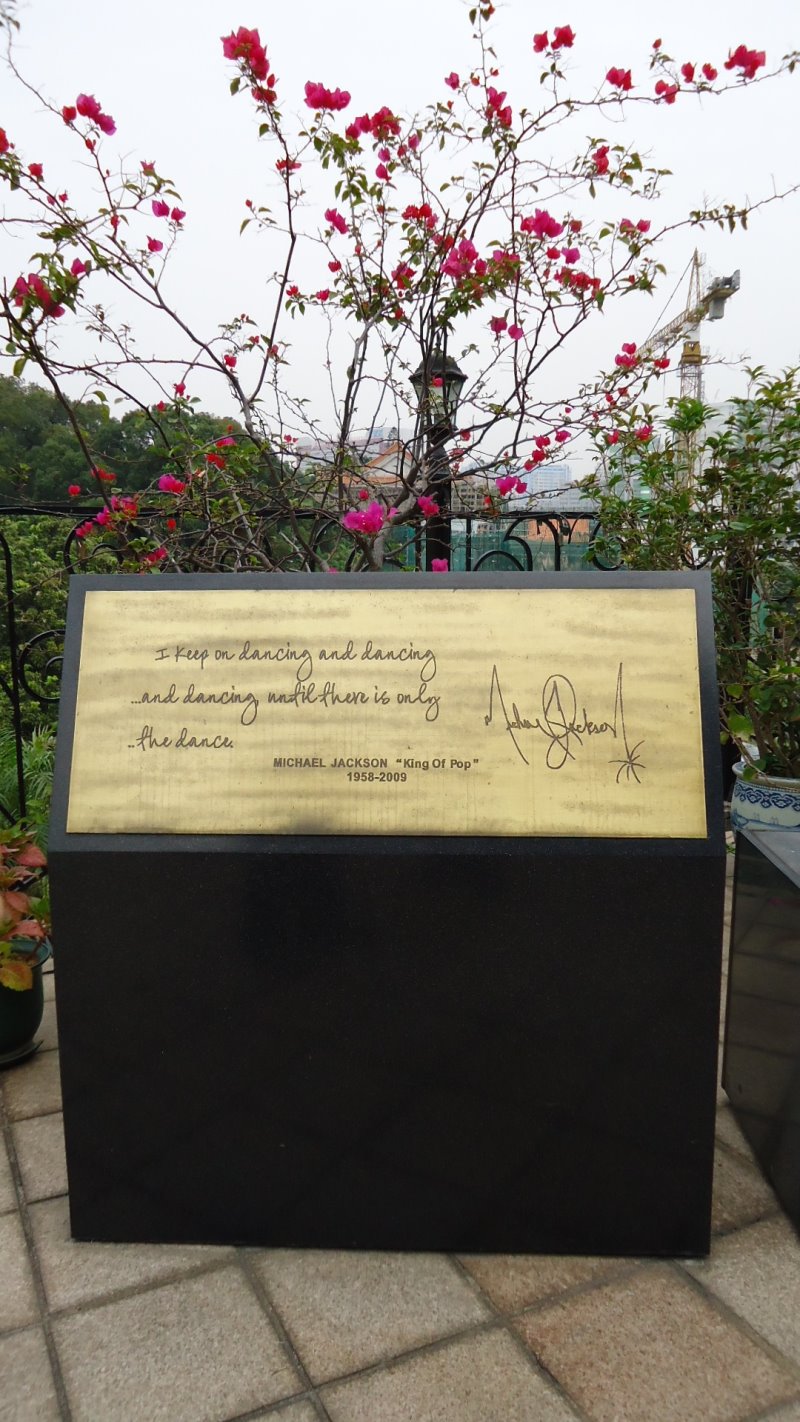 I keep on dancing and dancing
...and dancing, until there is only
..the dance.
MICHAEL JACKSON "King Of Pop"
1958-2009
Michael Jackson